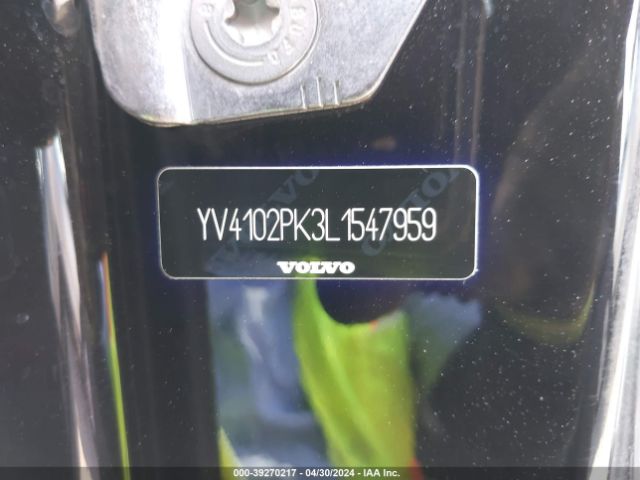 YV4102PK3L1547959
VOLVO
000-39270217 - 04/30/2024 - IAA Inc.